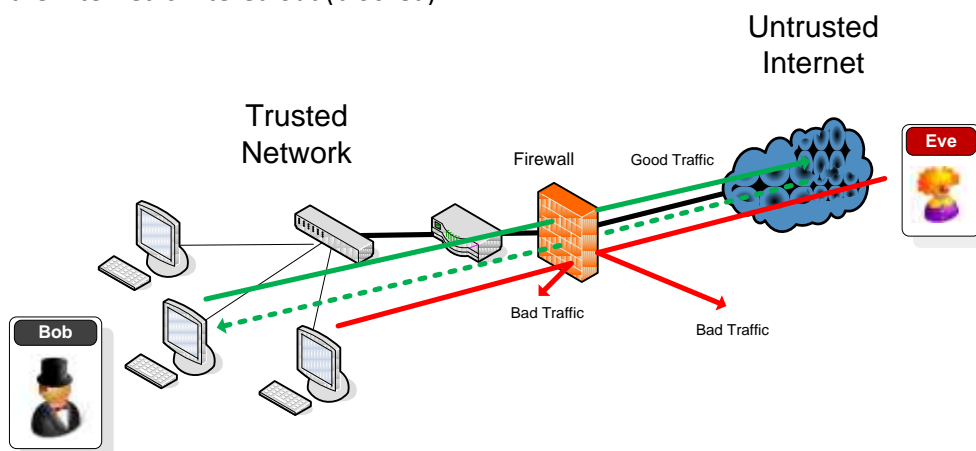 Untrusted
Internet
Trusted
Network
Eve
Firewall
Good Traffic
Bad Traffic
Bad Traffic
Bob